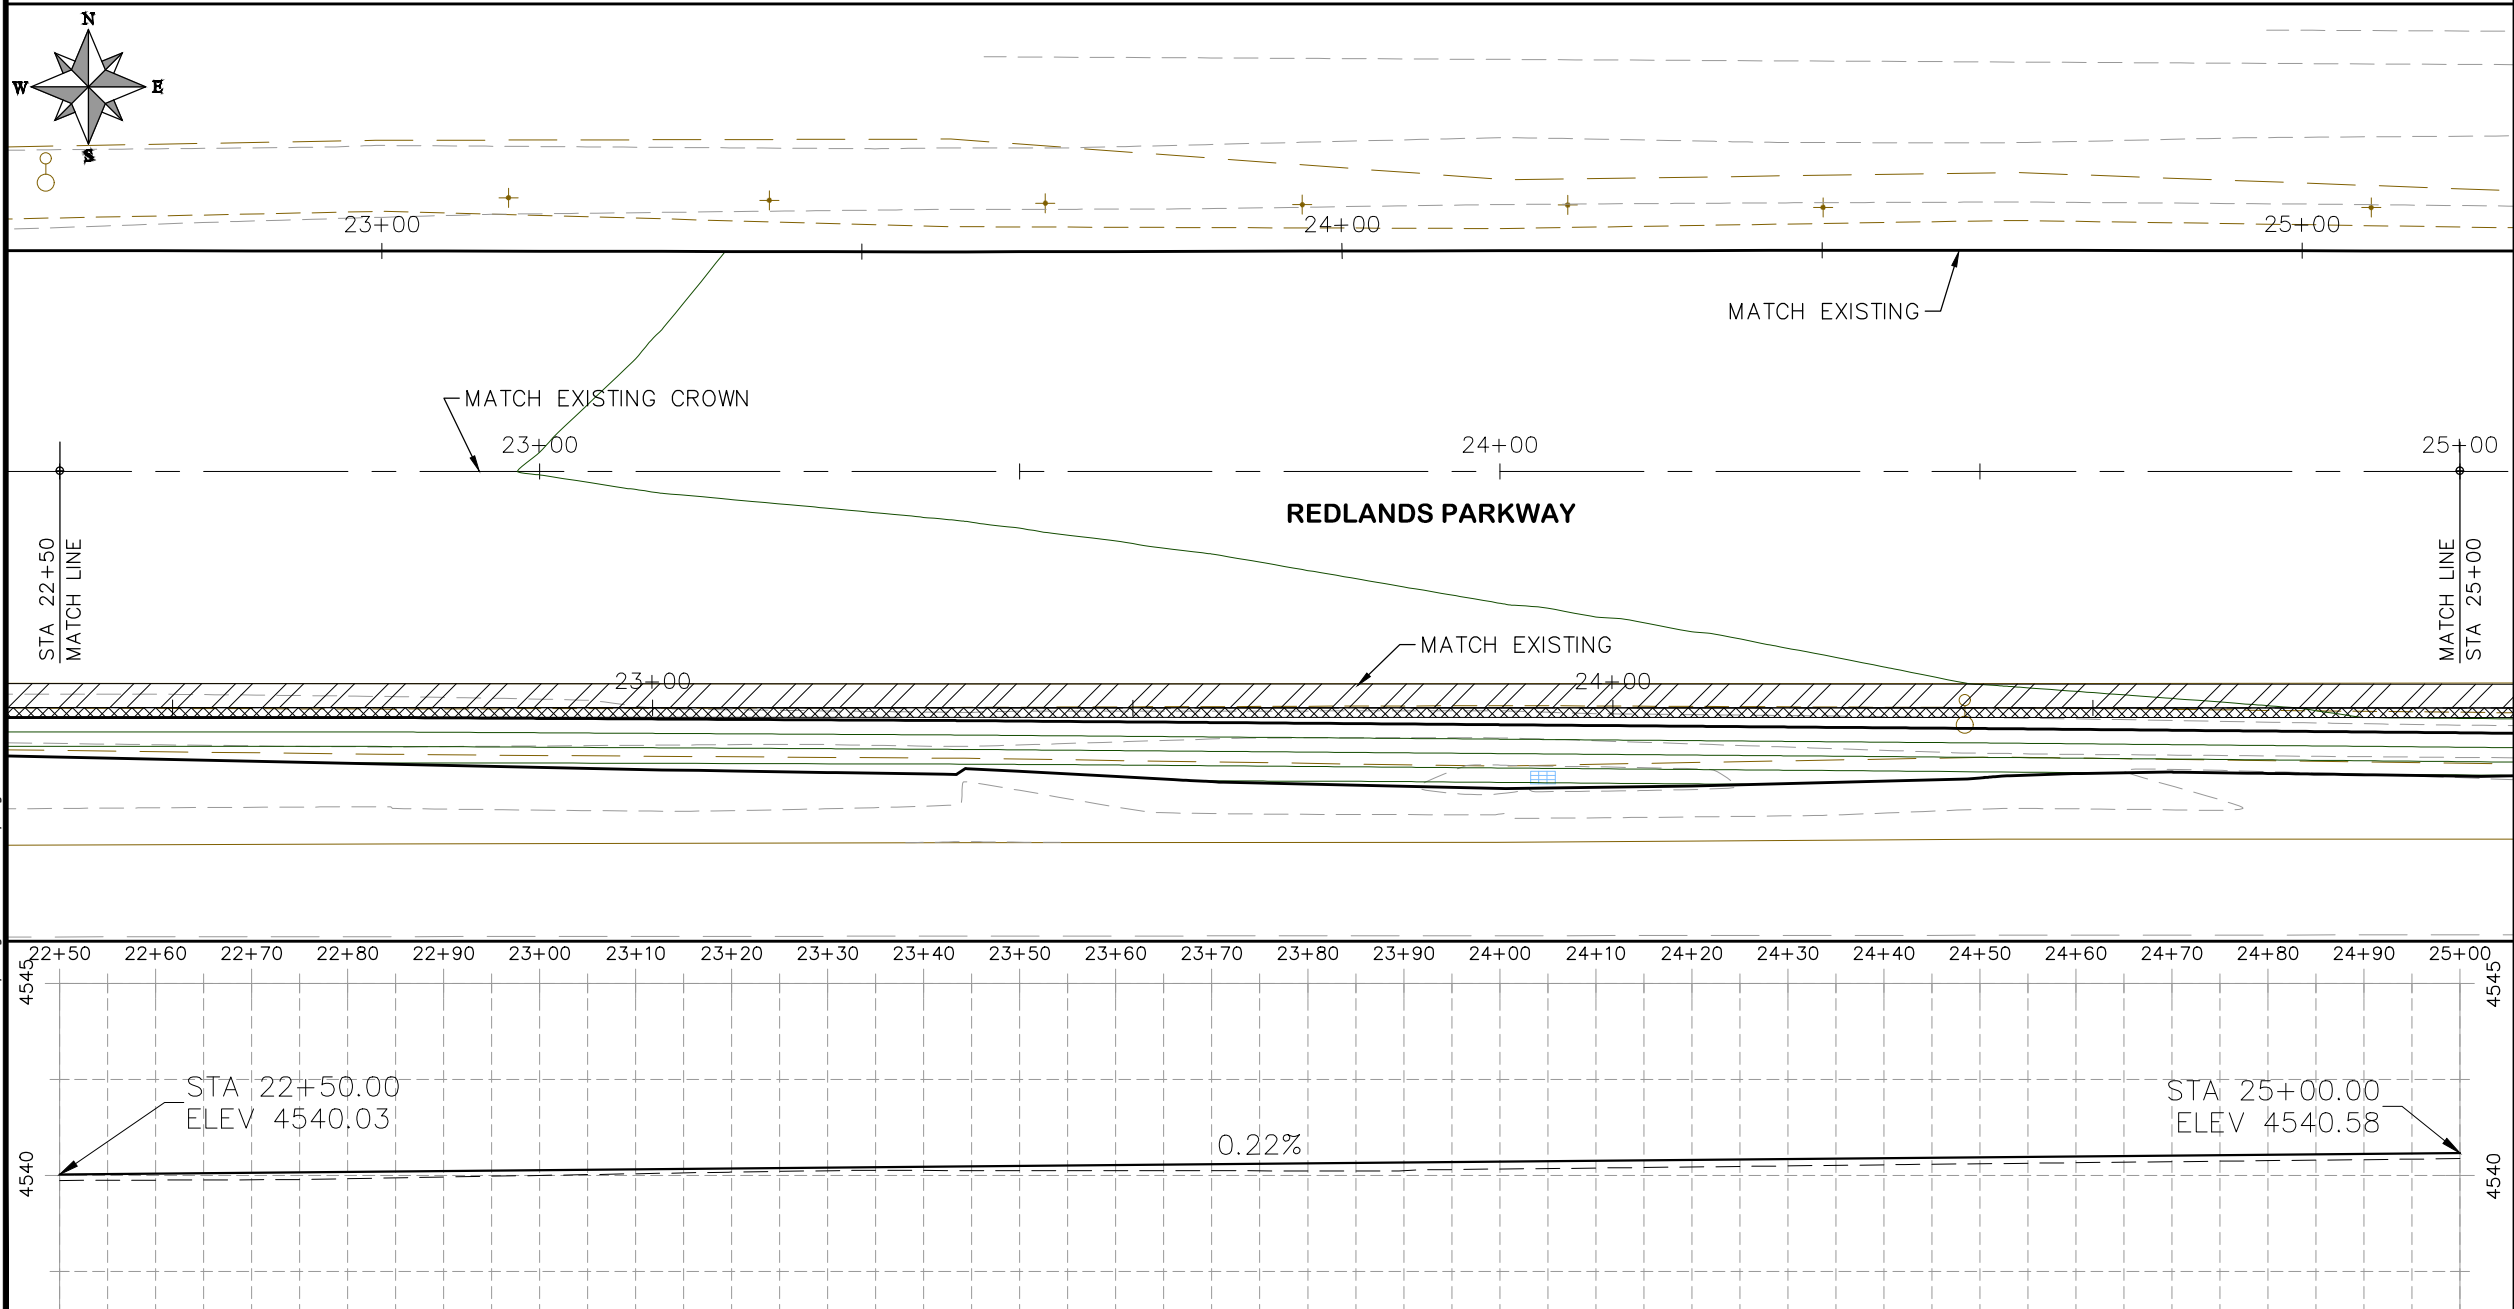 N
W E
S
23+00 24+00 25+00
MATCH EXISTING
MATCH EXISTING CROWN
23+00 24+00 25+00
REDLANDS PARKWAY
STA 22+50
MATCH LINE
MATCH LINE
STA 25+00
MATCH EXISTING
23+00 24+00
22+50 22+60 22+70 22+80 22+90 23+00 23+10 23+20 23+30 23+40 23+50 23+60 23+70 23+80 23+90 24+00 24+10 24+20 24+30 24+40 24+50 24+60 24+70 24+80 24+90 25+00
4545 4545
STA 22+50.00
ELEV 4540.03
STA 25+00.00
ELEV 4540.58
0.22%
4540 4540